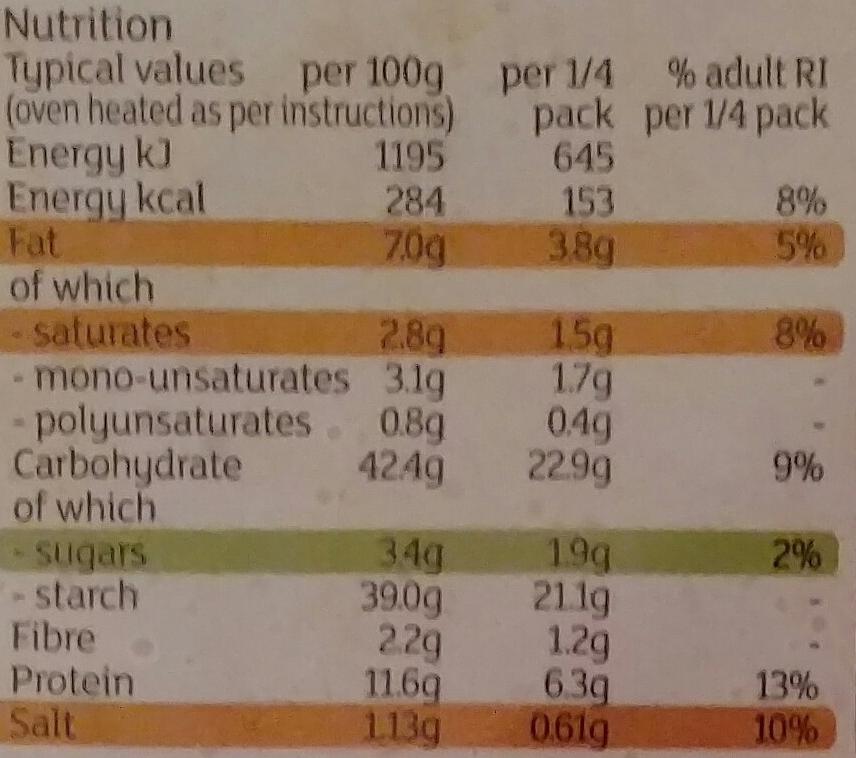 Nutrition
Typical values per 100g per 1/4 % adult RI
(oven heated as per instructions) pack per 1/4 pack
Energy kJ 1195 645
Energy kcal 284 153 8%
Fat 7.0g 3.8g 5%
of which
- saturates 2.8g 1.5g 8%
- mono-unsaturates 3.1g 1.7g -
- polyunsaturates 0.8g 0.4g -
Carbohydrate 42.4g 22.9g 9%
of which
- sugars 3.4g 1.9g 2%
- starch 39.0g 21.1g -
Fibre 2.2g 1.2g -
Protein 11.6g 6.3g 13%
Salt 1.13g 0.61g 10%